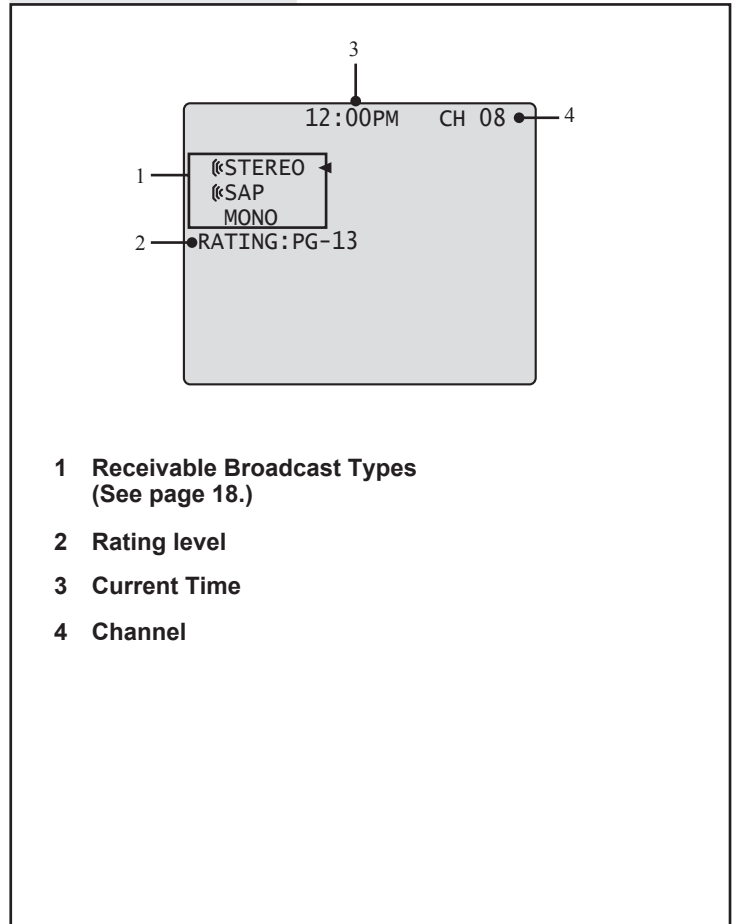 3
12:00PM CH 08 4
1
STEREO
SAP
MONO
2 RATING:PG-13
1 Receivable Broadcast Types
(See page 18.)
2 Rating level
3 Current Time
4 Channel